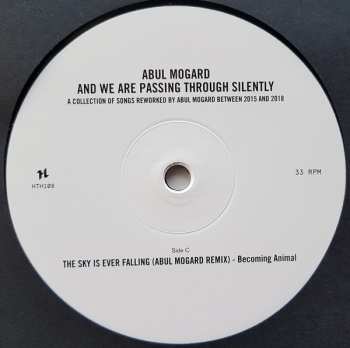 ABUL MOGARD
AND WE ARE PASSING THROUGH SILENTLY
A COLLECTION OF SONGS REWORKED BY ABUL MOGARD BETWEEN 2015 AND 2018
H
HTH108
33 RPM
Side C
THE SKY IS EVER FALLING (ABUL MOGARD REMIX) - Becoming Animal